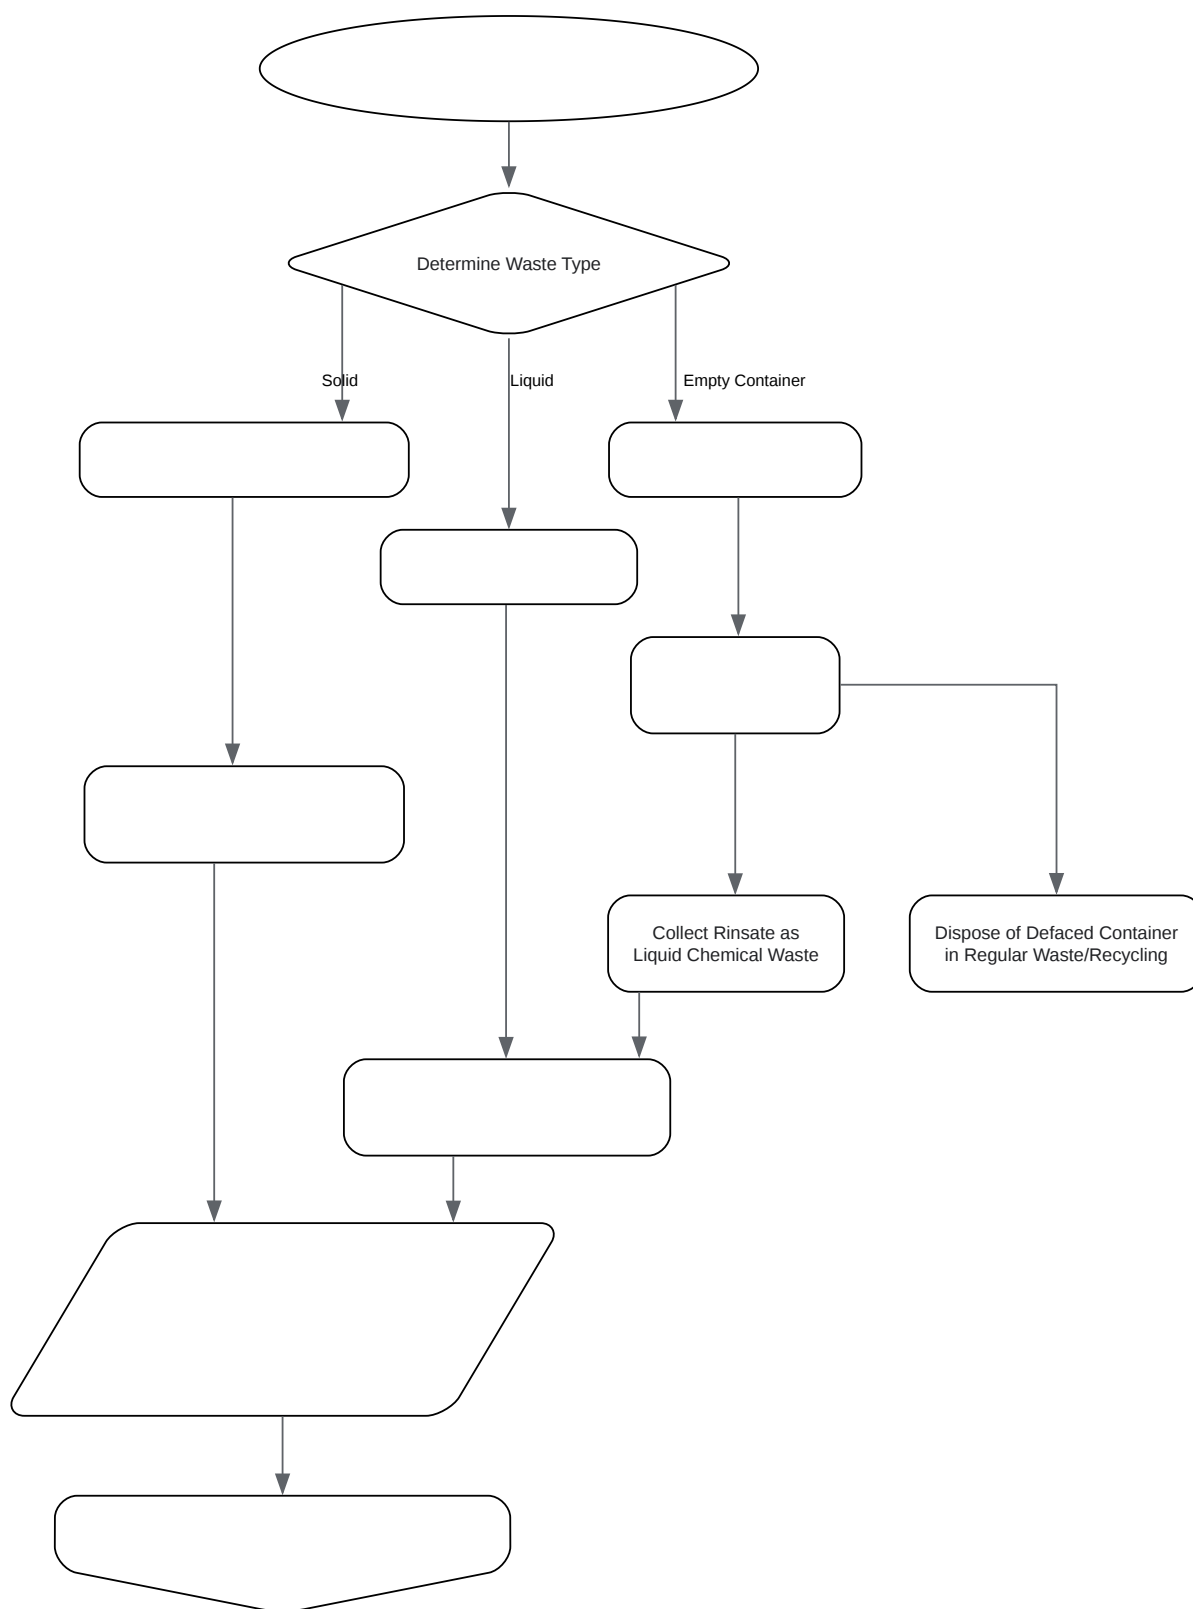 Determine Waste Type
Solid
Liquid
Empty Container
Collect Rinsate as
Liquid Chemical Waste
Dispose of Defaced Container
in Regular Waste/Recycling